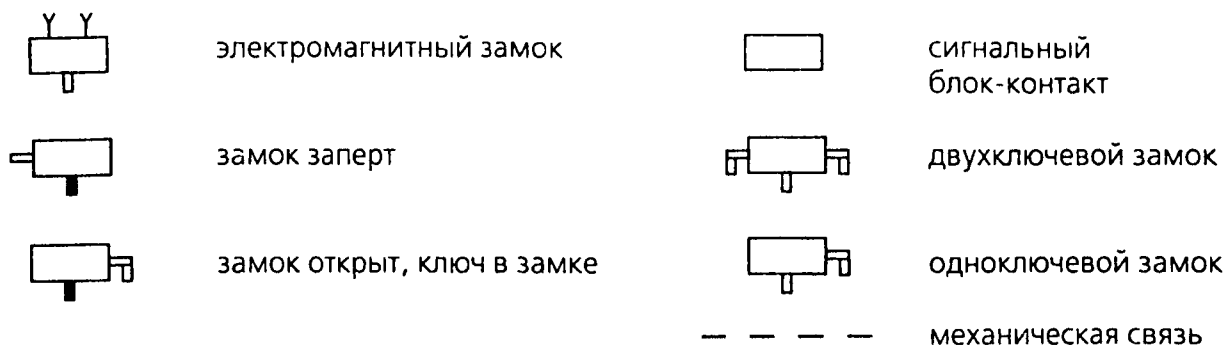 электромагнитный замок
сигнальный
блок-контакт
замок заперт
двухключевой замок
замок открыт, ключ в замке
одноключевой замок
механическая связь